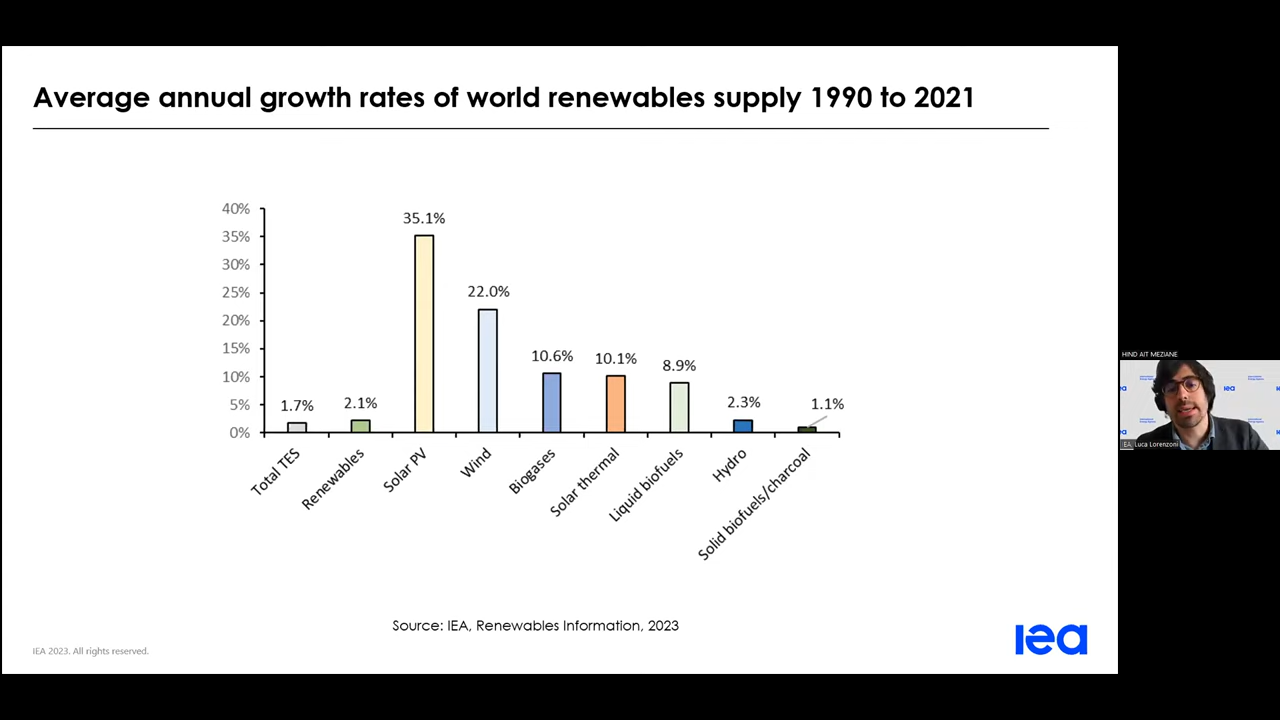 Average annual growth rates of world renewables supply 1990 to 2021
40%
35%
30%
25%
20%
15%
10%
5%
0%
1.7%
2.1%
35.1%
22.0%
10.6%
10.1%
8.9%
2.3%
1.1%
Total TES
Renewables
Solar PV
Wind
Biogases
Solar thermal
Liquid biofuels
Hydro
Solid biofuels/charcoal
Source: IEA, Renewables Information, 2023
IEA 2023. All rights reserved.
iea
HIND AIT MEZIANE
iea
IEA, Luca Lorenzoni